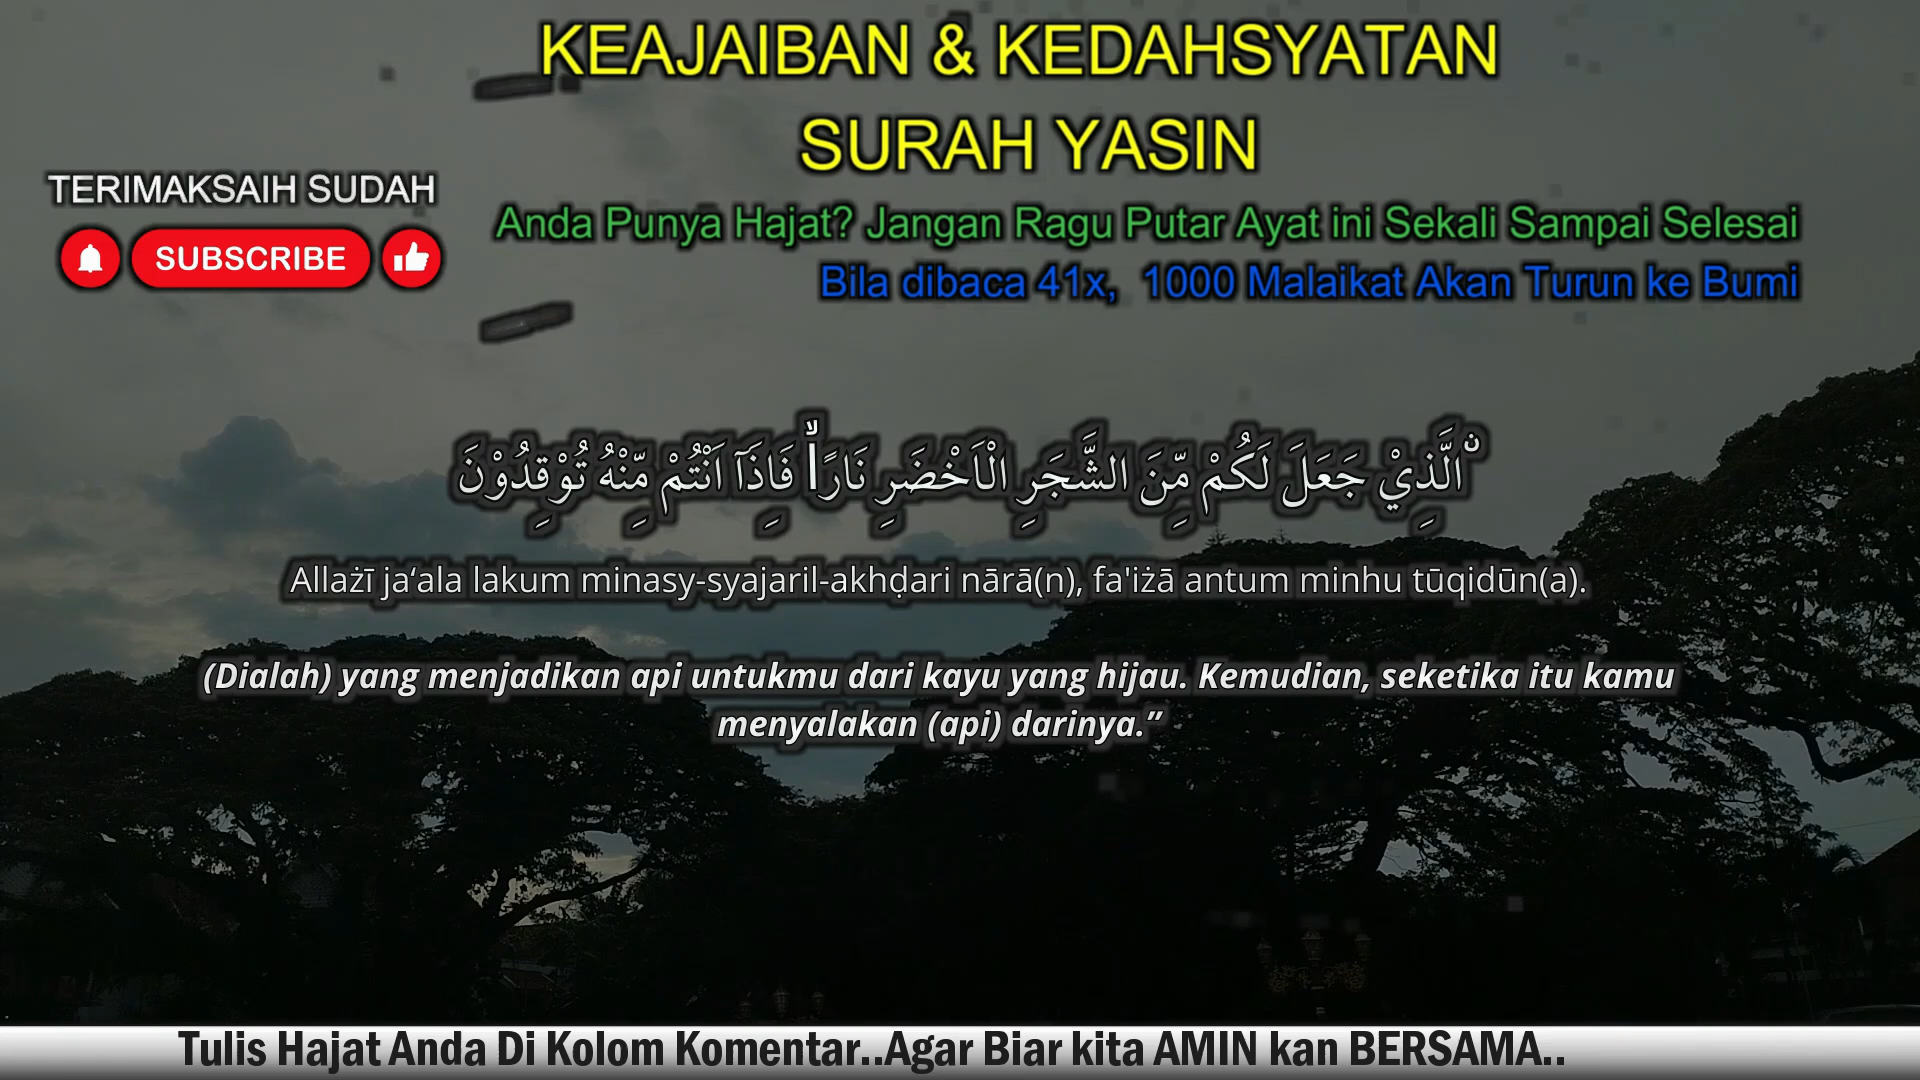 KEAJAIBAN & KEDAHSYATAN
SURAH YASIN
TERIMAKSAIH SUDAH
SUBSCRIBE
Anda Punya Hajat? Jangan Ragu Putar Ayat ini Sekali Sampai Selesai
Bila dibaca 41x, 1000 Malaikat Akan Turun ke Bumi
ۨالَّذِيْ جَعَلَ لَكُمْ مِّنَ الشَّجَرِ الْاَخْضَرِ نَارًاۙ فَاِذَآ اَنْتُمْ مِّنْهُ تُوْقِدُوْنَ
Allażī ja‘ala lakum minasy-syajaril-akhḍari nārā(n), fa'iżā antum minhu tūqidūn(a).
(Dialah) yang menjadikan api untukmu dari kayu yang hijau. Kemudian, seketika itu kamu
menyalakan (api) darinya.”
Tulis Hajat Anda Di Kolom Komentar..Agar Biar kita AMIN kan BERSAMA..